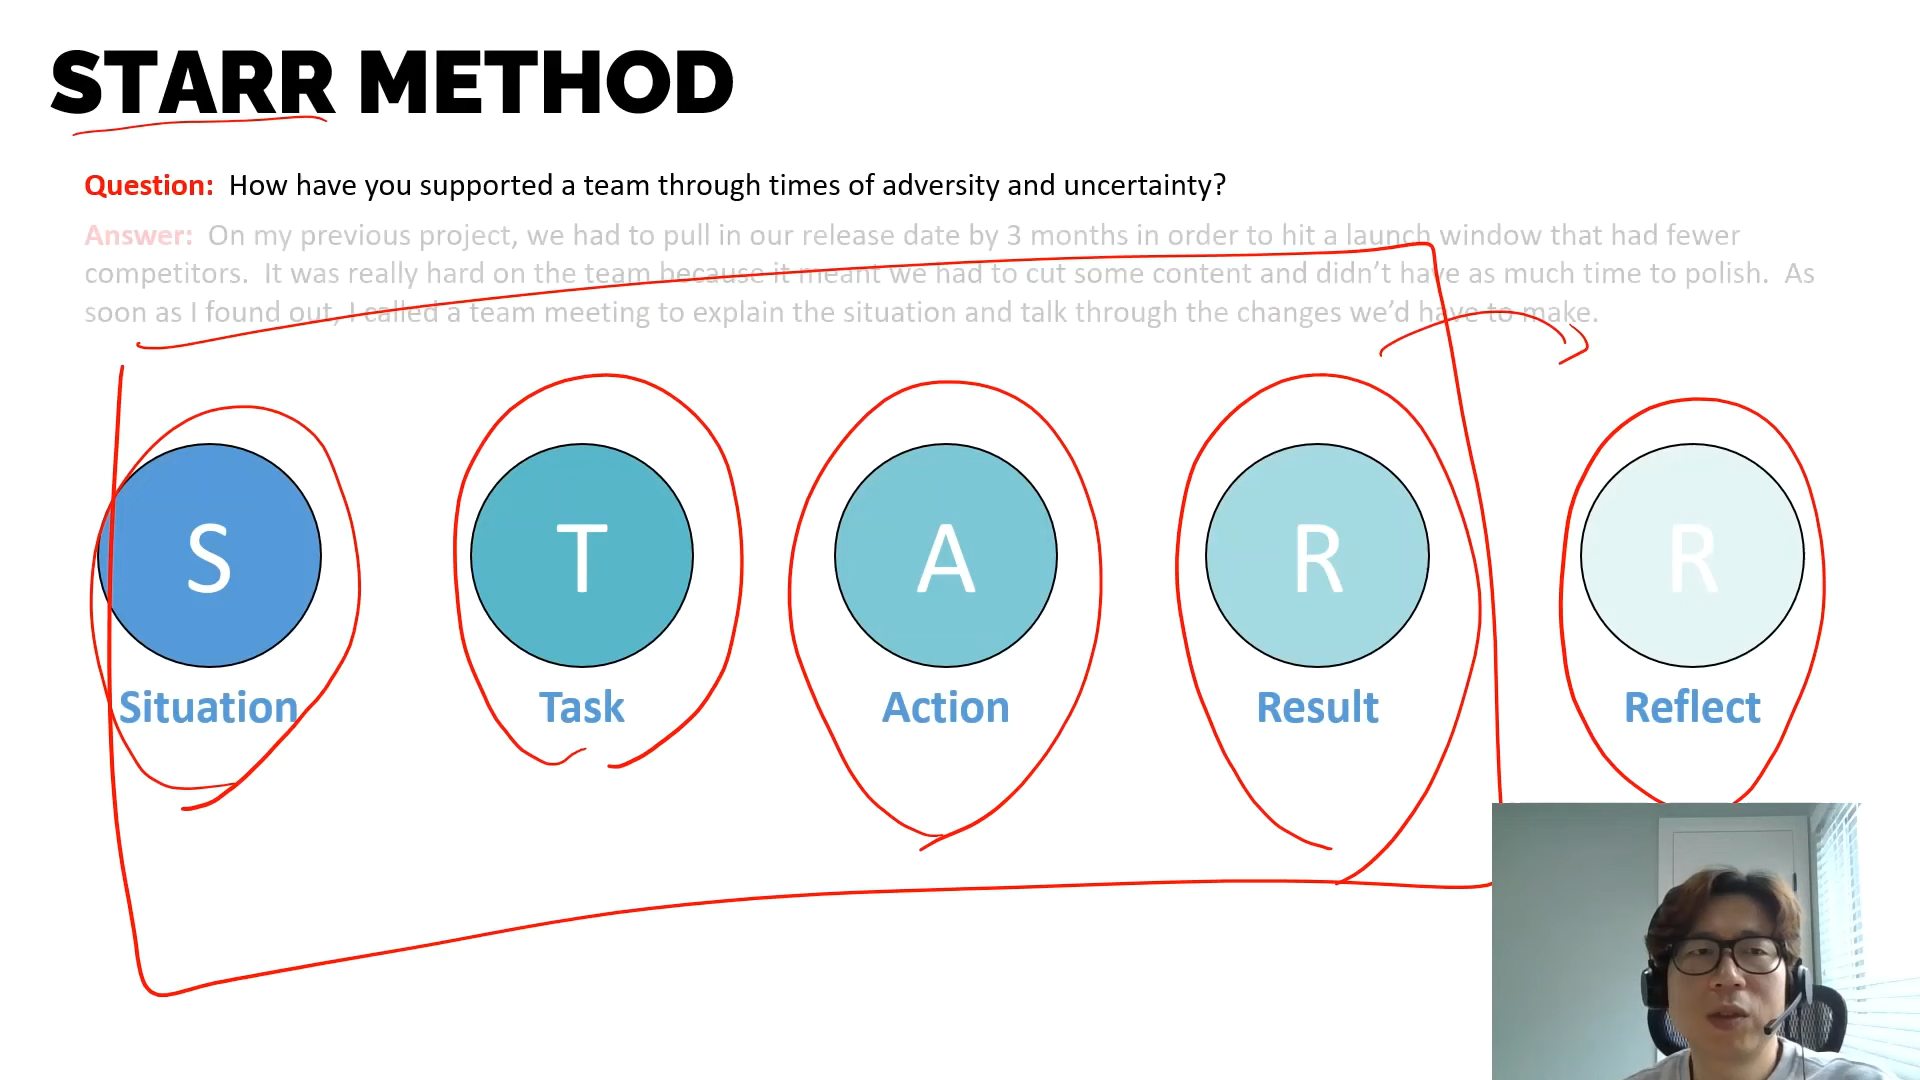 STARR METHOD
Question: How have you supported a team through times of adversity and uncertainty?
Answer: On my previous project, we had to pull in our release date by 3 months in order to hit a launch window that had fewer
competitors. It was really hard on the team because it meant we had to cut some content and didn't have as much time to polish. As
soon as I found out, I called a team meeting to explain the situation and talk through the changes we'd have to make.
S T A R R
Situation Task Action Result Reflect